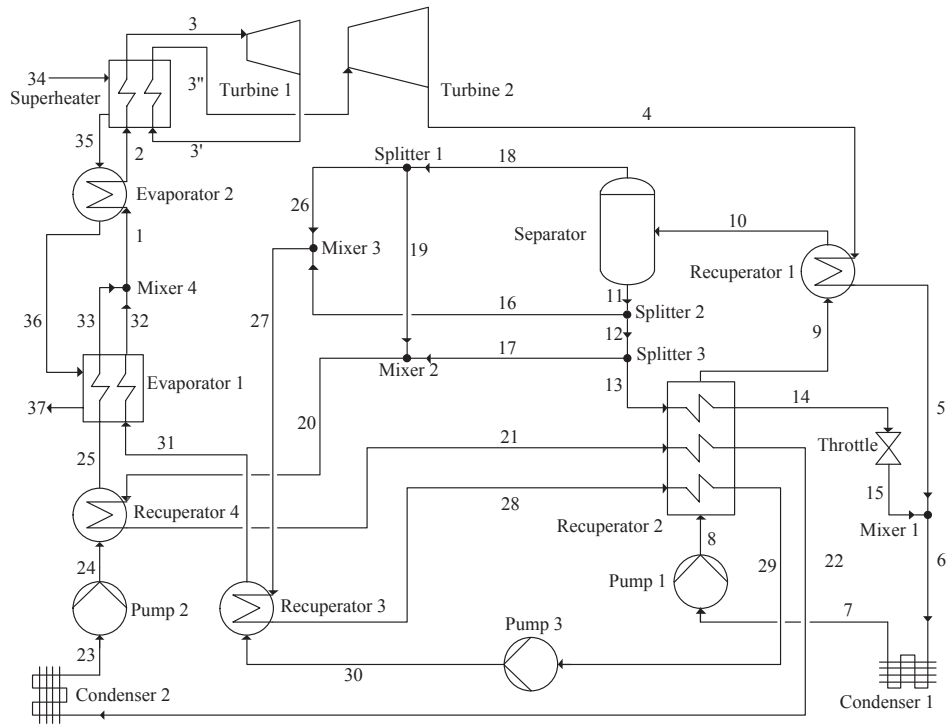 3
34
Superheater
3"
Turbine 1
Turbine 2
4
35
2
3'
Splitter 1
18
Evaporator 2
26
Separator
10
1
Mixer 3
19
Recuperator 1
Mixer 4
11
36
33
32
27
16
Splitter 2
9
12
17
Splitter 3
Evaporator 1
Mixer 2
37
13
14
20
5
31
21
Throttle
25
15
28
Recuperator 4
Recuperator 2
Mixer 1
8
24
29
22
6
Pump 1
Pump 2
Recuperator 3
7
Pump 3
23
30
Condenser 2
Condenser 1